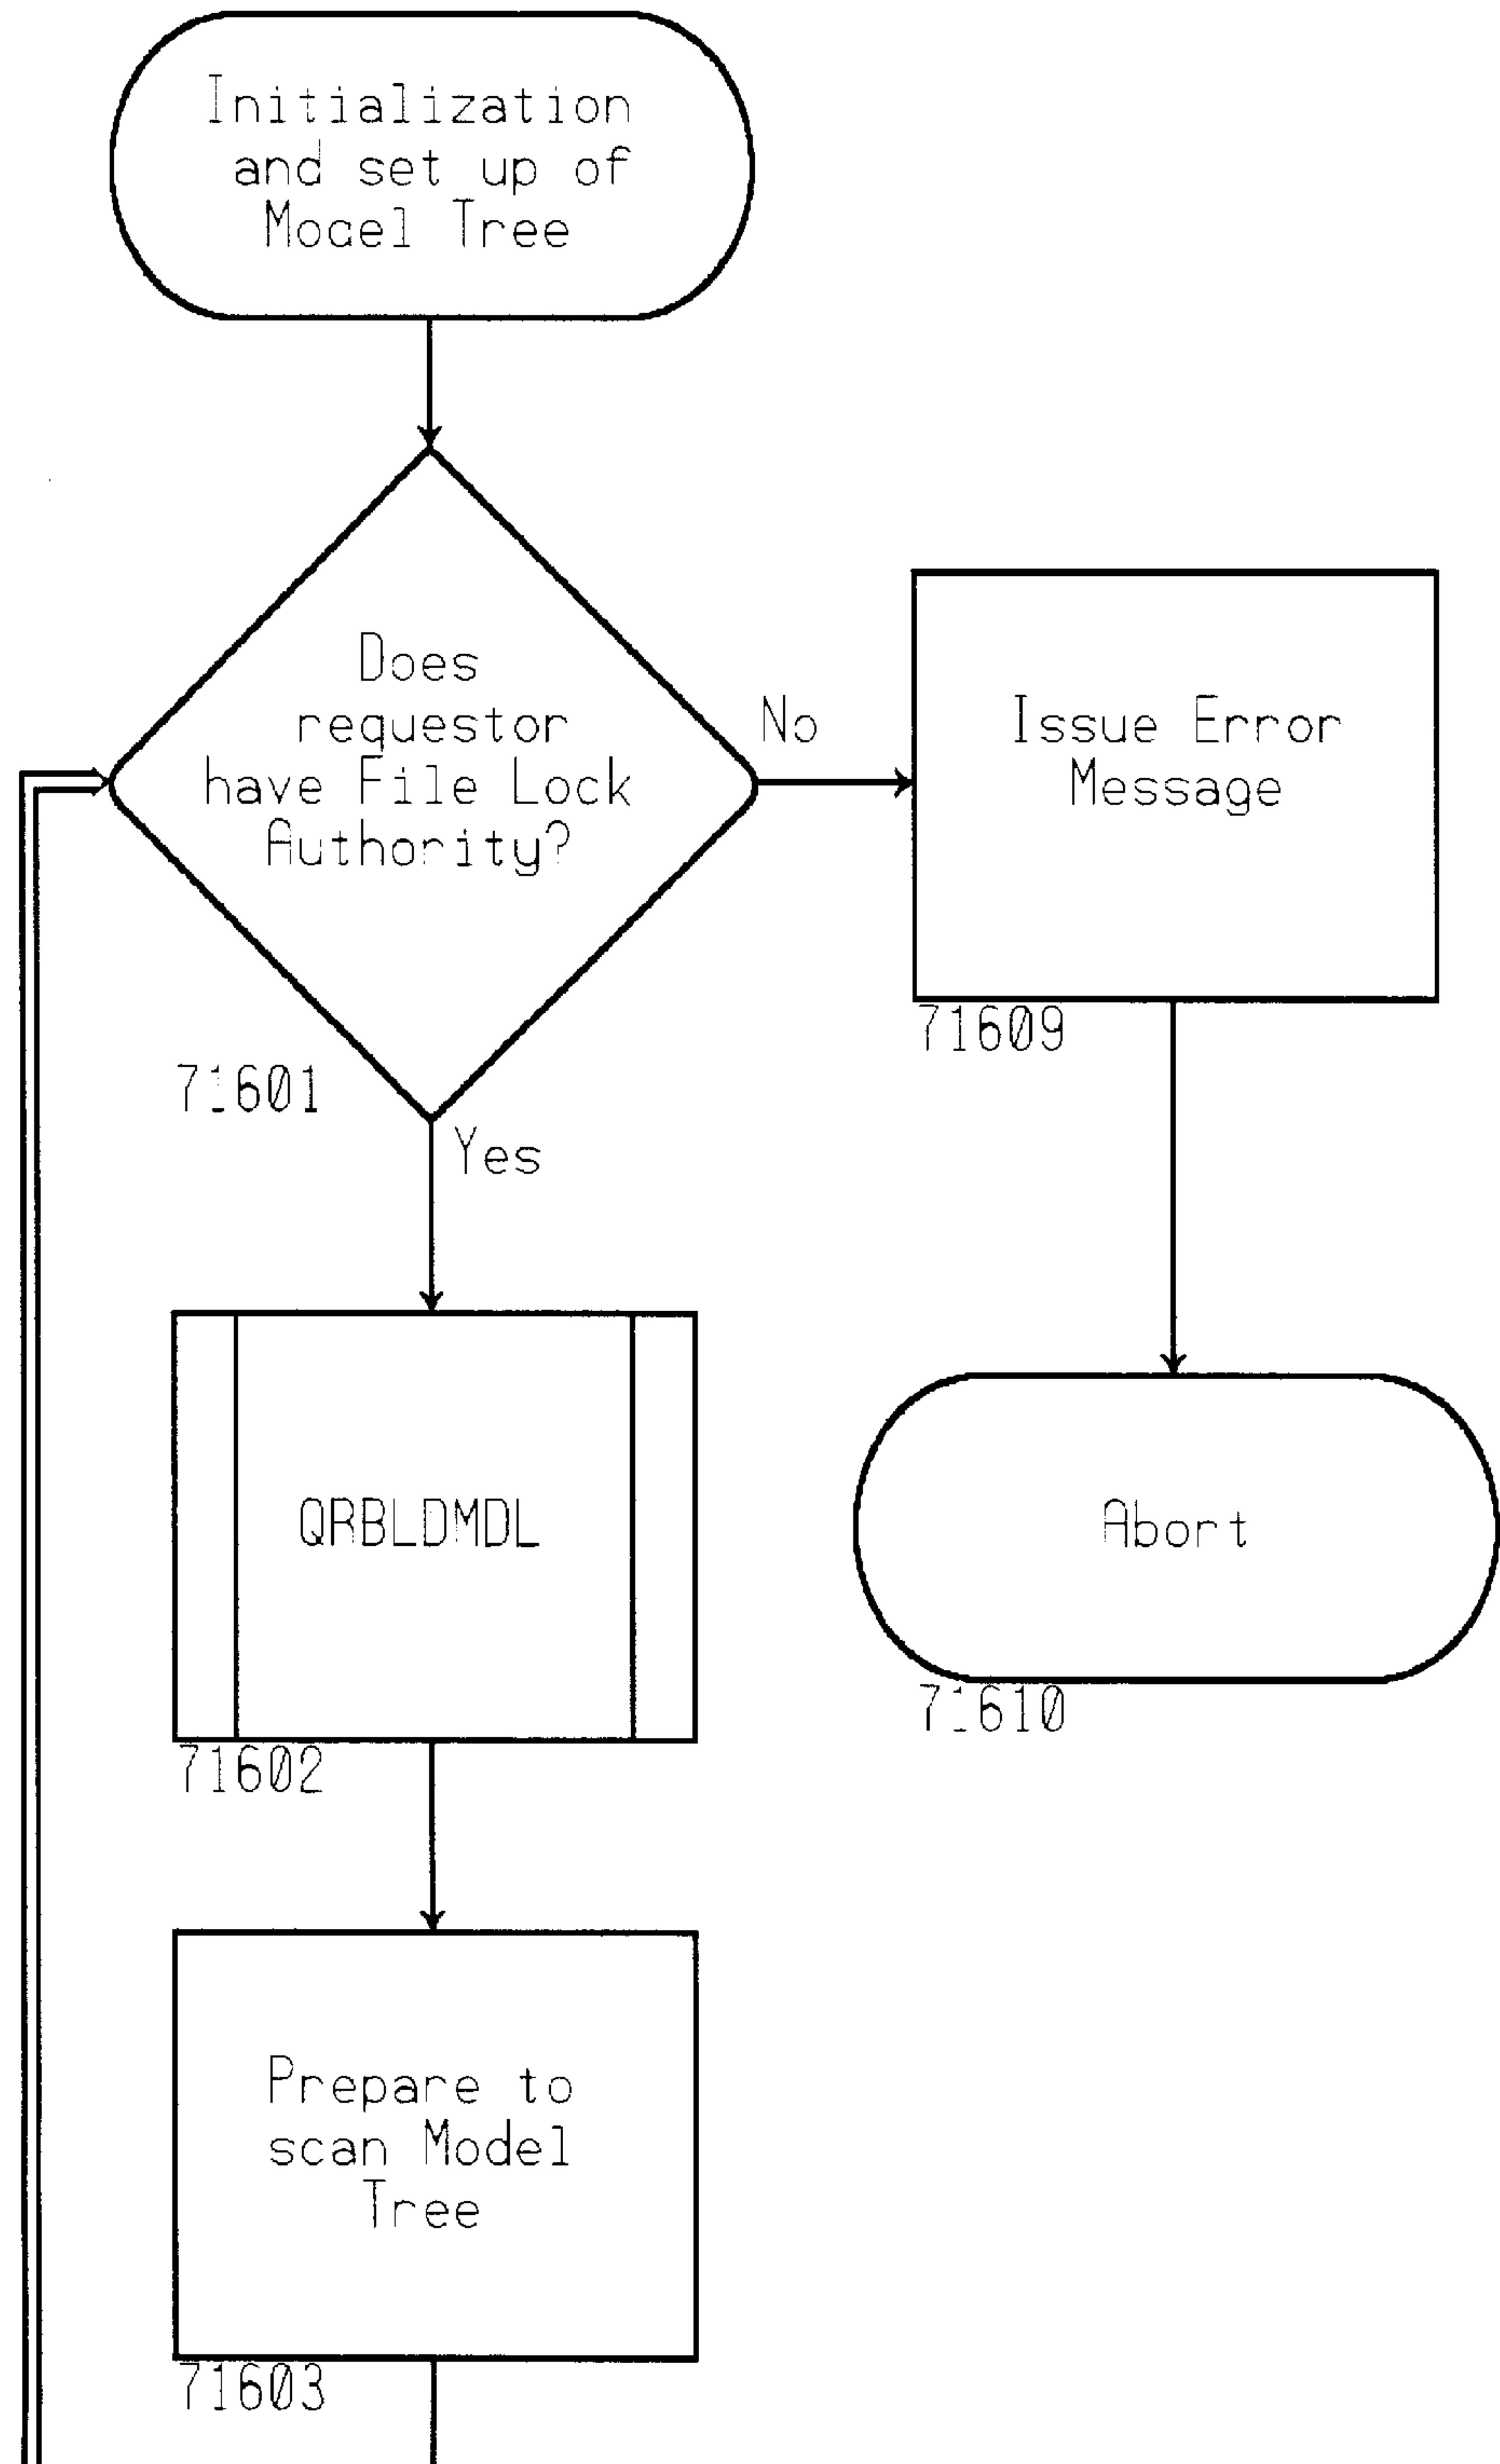 Initialization
and set up of
Model Tree
Does
requestor
have File Lock
Authority?
No
Issue Error
Message
71609
71601
Yes
QRBLDMDL
Abort
71610
71602
Prepare to
scan Model
Tree
71603